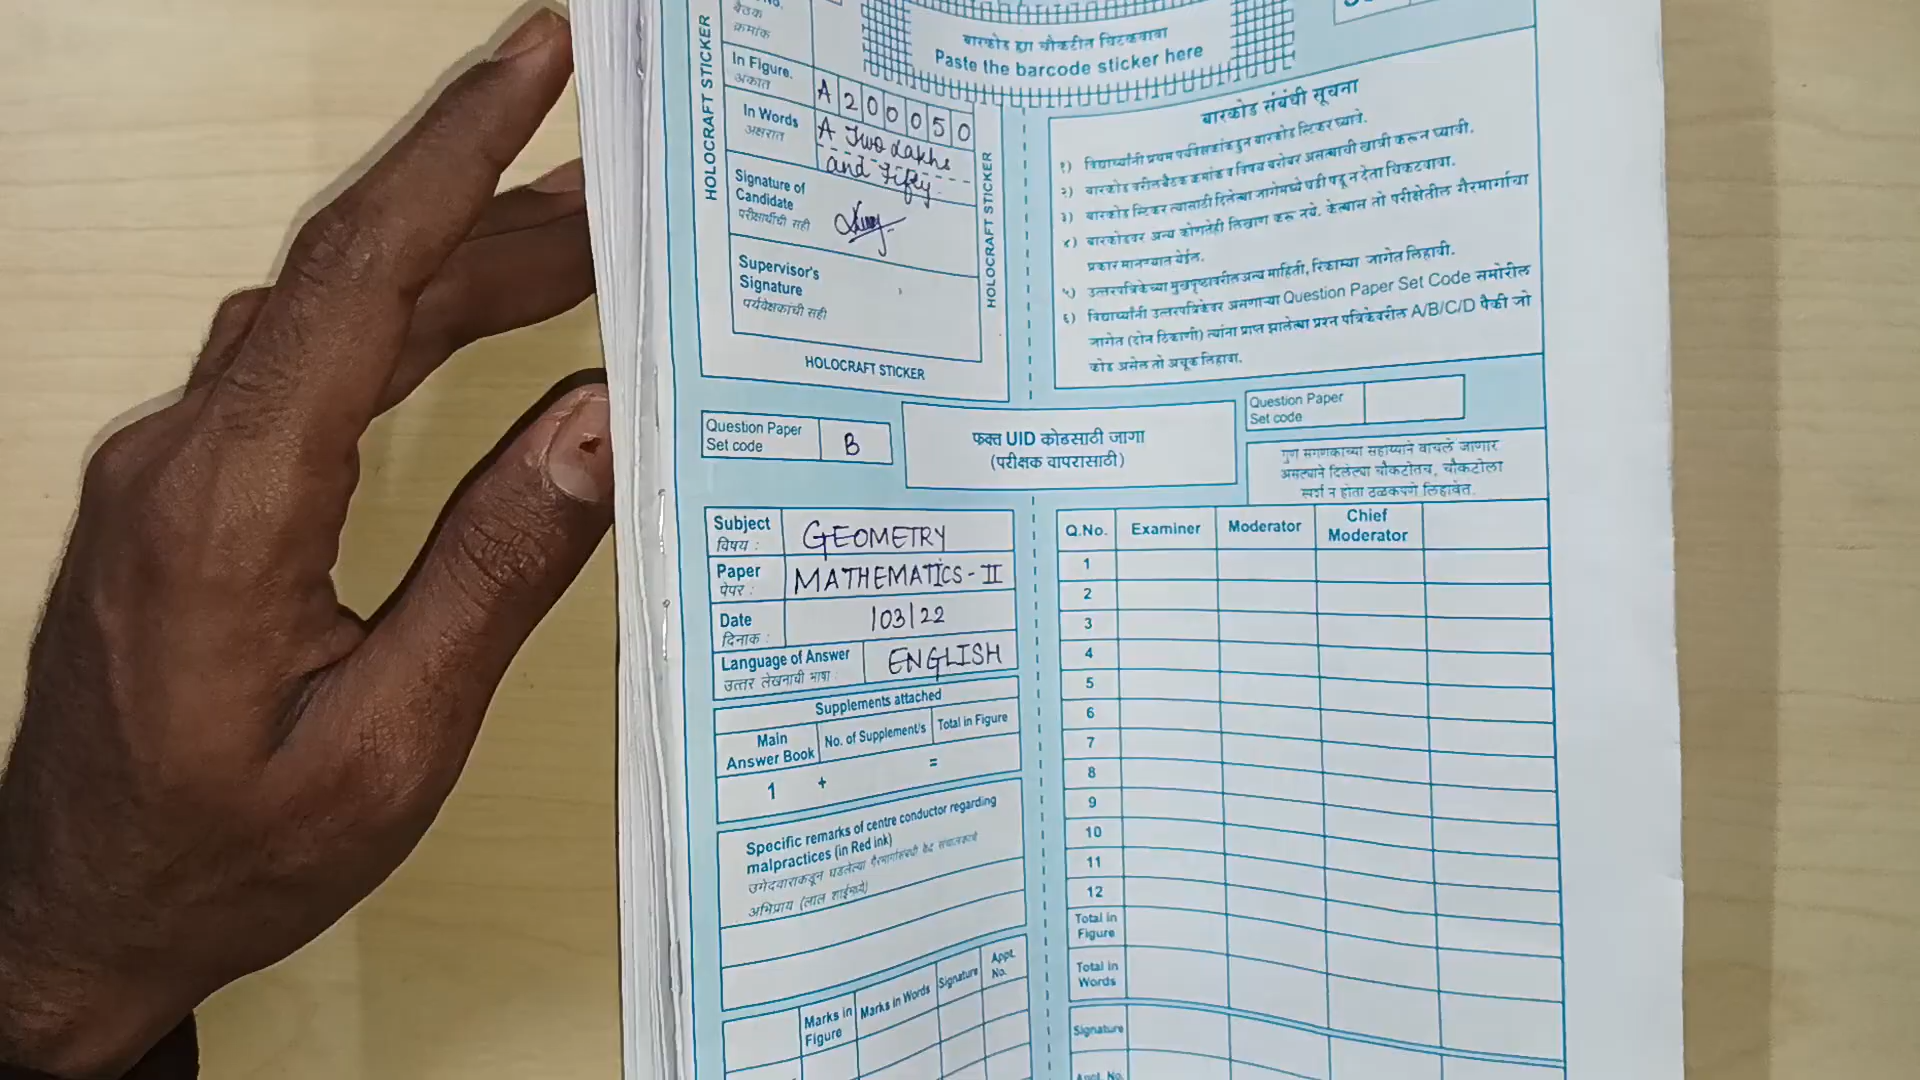 बैठक
क्रमांक
In Figure.
अंकात
A200050
In Words
अक्षरात
A Two Lakhs
and Fifty
Signature of
Candidate
परीक्षार्थीची सही
Supervisor's
Signature
पर्यवेक्षकांची सही
HOLOCRAFT STICKER
HOLOCRAFT STICKER
HOLOCRAFT STICKER
बारकोड ह्या चौकटीत चिटकवावा
Paste the barcode sticker here
बारकोड संबंधी सूचना
१) विद्यार्थ्यांनी प्रथम पर्यवेक्षकांकडुन बारकोड स्टिकर घ्यावे.
२) बारकोड वरील बैठक क्रमांक व विषय बरोबर असल्याची खात्री करून घ्यावी.
३) बारकोड स्टिकर त्यासाठी दिलेल्या जागेमध्ये घडी पडू न देता चिकटवावा.
४) बारकोडवर अन्य कोणतेही लिखाण करू नये. केल्यास तो परीक्षेतील गैरमार्गाचा
प्रकार मानण्यात येईल.
५) उत्तरपत्रिकेच्या मुखपृष्ठावरील अन्य माहिती, रिकाम्या जागेत लिहावी.
६) विद्यार्थ्यांनी उत्तरपत्रिकेवर असणाऱ्या Question Paper Set Code समोरील
जागेत (दोन ठिकाणी) त्यांना प्राप्त झालेल्या प्रश्न पत्रिकेवरील A/B/C/D पैकी जो
कोड असेल तो अचूक लिहावा.
Question Paper
Set code
B
फक्त UID कोडसाठी जागा
(परीक्षक वापरासाठी)
Question Paper
Set code
गुण संगणकाच्या सहाय्याने वाचले जाणार
असल्याने दिलेल्या चौकटीतच, चौकटीला
स्पर्श न होता ठळकपणे लिहावेत.
Subject GEOMETRY
विषय :
Paper MATHEMATICS - II
पेपर :
Date /03/22
दिनांक :
Language of Answer ENGLISH
उत्तर लेखनाची भाषा :
Supplements attached
Main
Answer Book
No. of Supplement/s
Total in Figure
1 + =
Specific remarks of centre conductor regarding
malpractices (in Red ink)
उमेदवाराकडून घडलेल्या गैरमार्गासंबंधी केंद्र संचालकाचे
अभिप्राय (लाल शाईमध्ये)
Marks in
Figure
Marks in Words
Signature
Appt.
No.
Q.No. Examiner Moderator Chief
Moderator
1
2
3
4
5
6
7
8
9
10
11
12
Total in
Figure
Total in
Words
Signature
Appt. No.